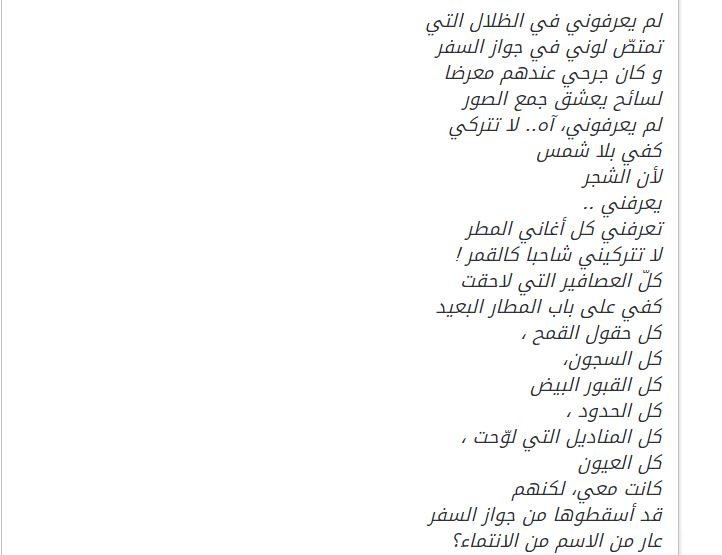 لم يعرفوني في الظلال التي
تمتصّ لوني في جواز السفر
و كان جرحي عندهم معرضا
لسائح يعشق جمع الصور
لم يعرفوني، آه.. لا تتركي
كفي بلا شمس
لأن الشجر
يعرفني ..
تعرفني كل أغاني المطر
لا تتركيني شاحبا كالقمر !
كلّ العصافير التي لاحقت
كفي على باب المطار البعيد
كل حقول القمح ،
كل السجون،
كل القبور البيض
كل الحدود ،
كل المناديل التي لوّحت ،
كل العيون
كانت معي، لكنهم
قد أسقطوها من جواز السفر
عار من الاسم من الانتماء؟